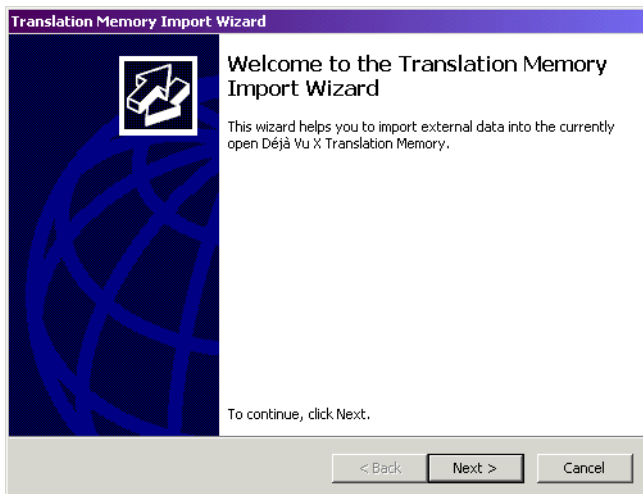 Translation Memory Import Wizard
Welcome to the Translation Memory
Import Wizard
This wizard helps you to import external data into the currently
open Déjà Vu X Translation Memory.
To continue, click Next.
< Back
Next >
Cancel